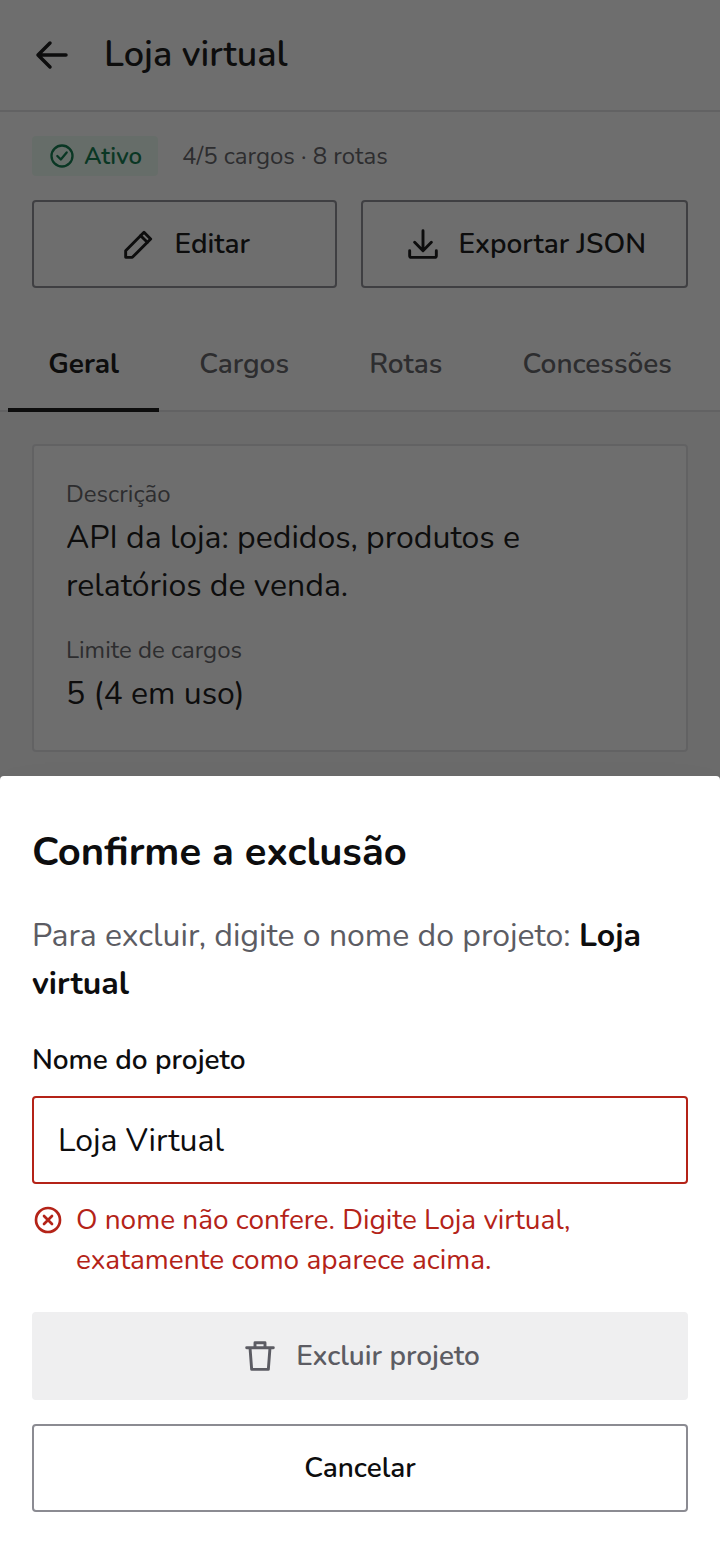 Loja virtual
Ativo
4/5 cargos · 8 rotas
Editar
Exportar JSON
Geral
Cargos
Rotas
Concessões
Descrição
API da loja: pedidos, produtos e
relatórios de venda.
Limite de cargos
5 (4 em uso)
Confirme a exclusão
Para excluir, digite o nome do projeto: Loja
virtual
Nome do projeto
Loja Virtual
O nome não confere. Digite Loja virtual,
exatamente como aparece acima.
Excluir projeto
Cancelar